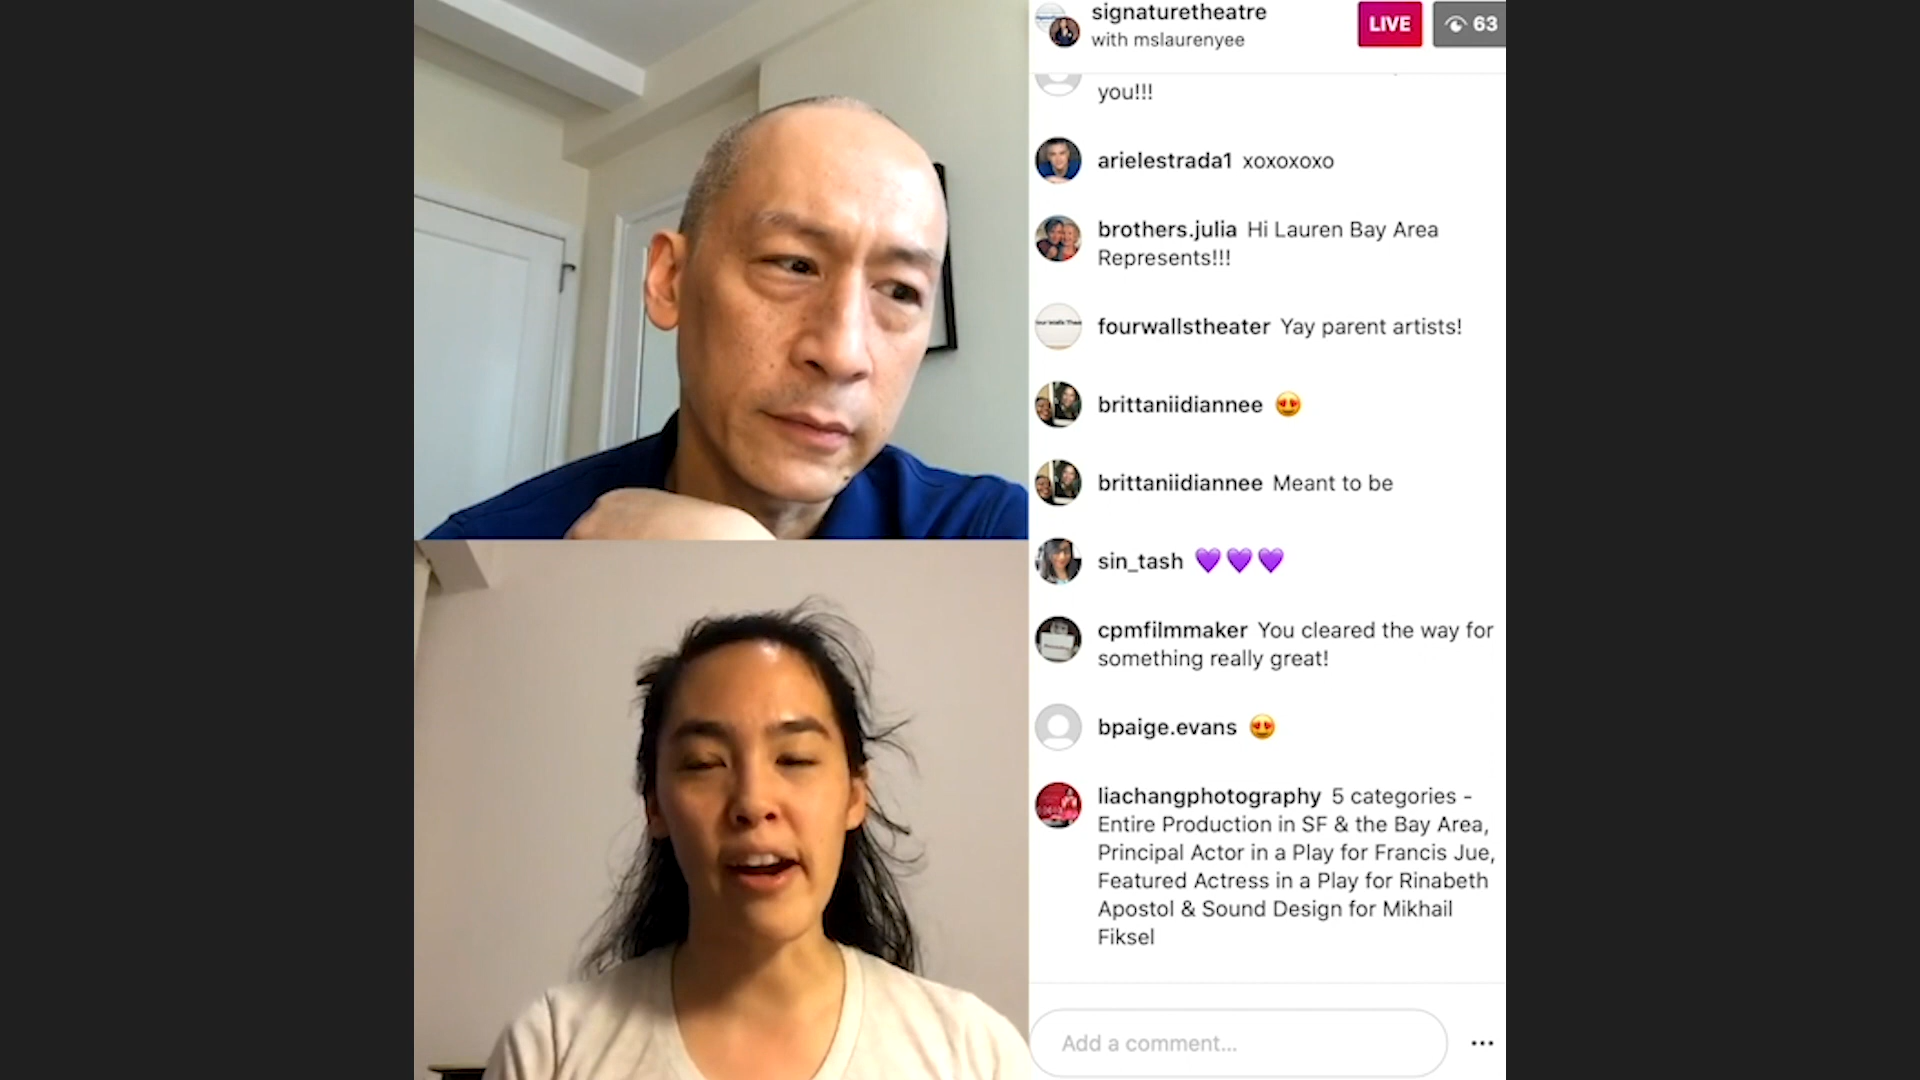 signaturetheatre
with mslaurenyee
LIVE
63
you!!!
arielestrada1 xoxoxoxo
brothers.julia Hi Lauren Bay Area
Represents!!!
fourwallstheater Yay parent artists!
brittaniidiannee 😍
brittaniidiannee Meant to be
sin_tash 💜💜💜
cpmfilmmaker You cleared the way for
something really great!
bpaige.evans 😍
liachangphotography 5 categories -
Entire Production in SF & the Bay Area,
Principal Actor in a Play for Francis Jue,
Featured Actress in a Play for Rinabeth
Apostol & Sound Design for Mikhail
Fiksel
Add a comment...